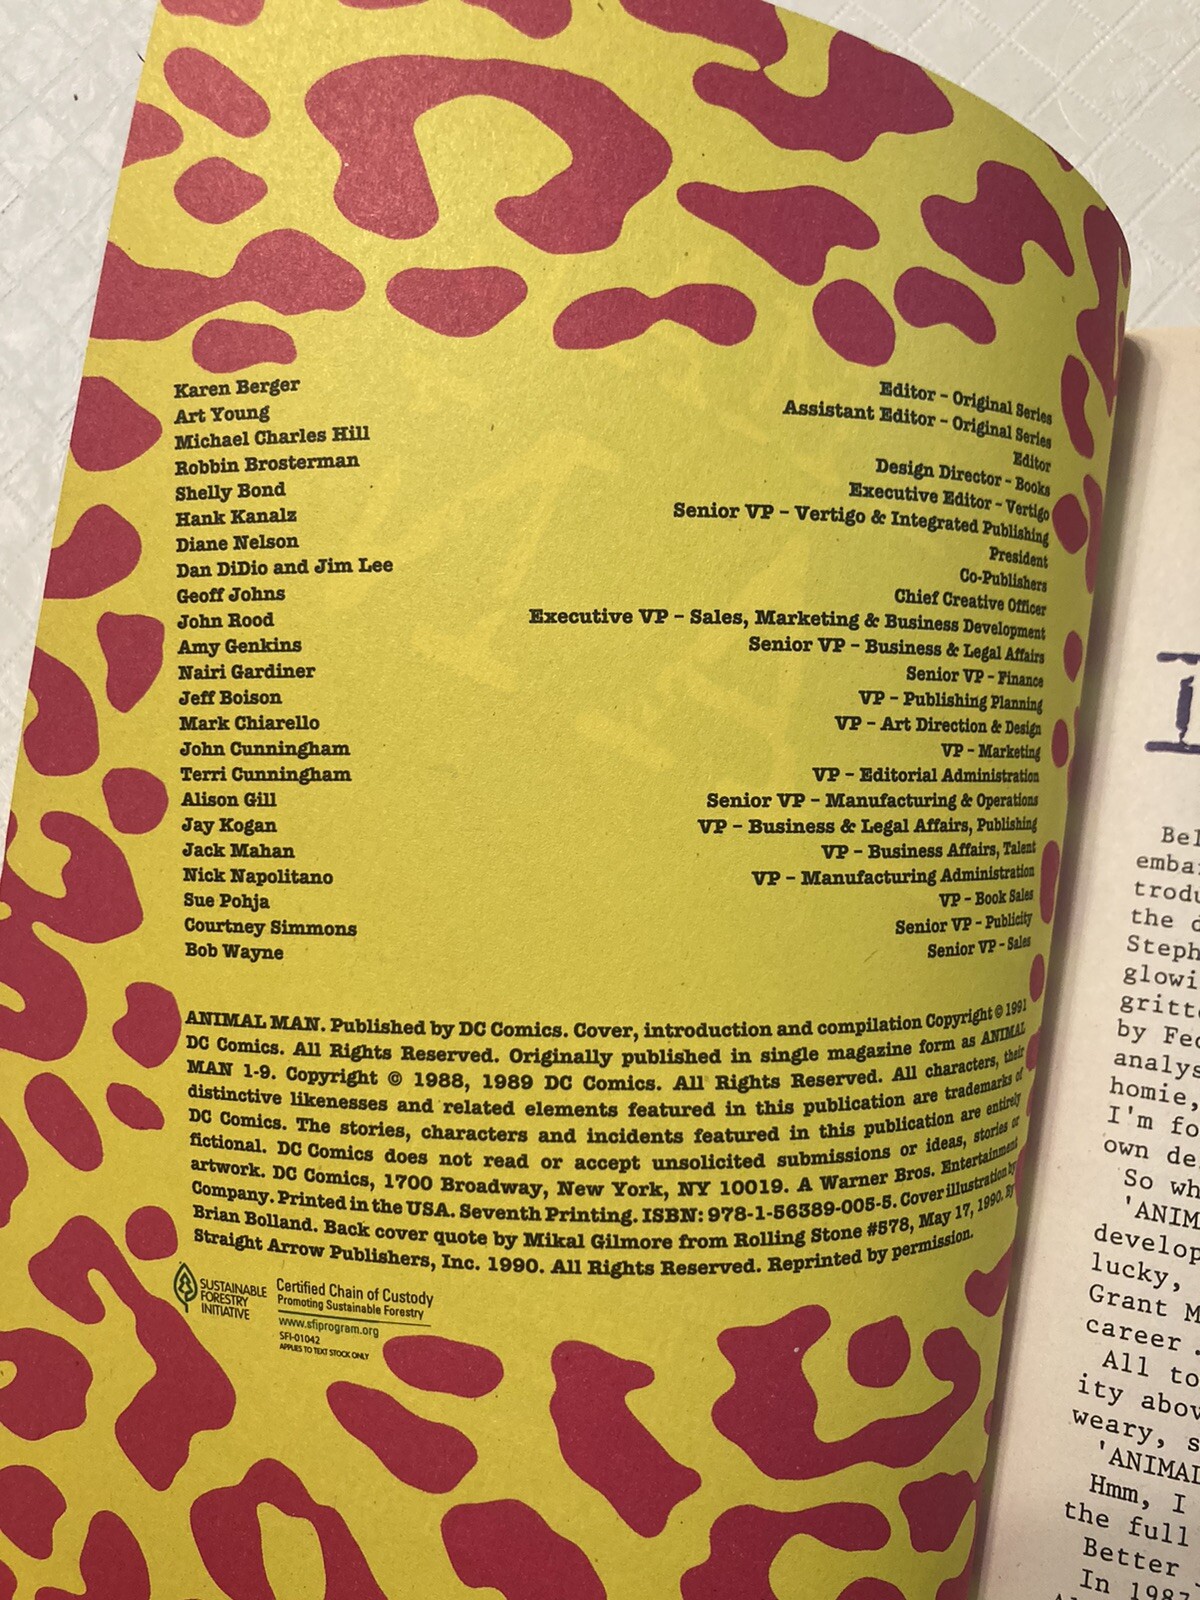 Karen Berger Editor – Original Series
Art Young Assistant Editor – Original Series
Michael Charles Hill Editor
Robbin Brosterman Design Director – Books
Shelly Bond Executive Editor – Vertigo
Hank Kanalz Senior VP – Vertigo & Integrated Publishing
Diane Nelson President
Dan DiDio and Jim Lee Co-Publishers
Geoff Johns Chief Creative Officer
John Rood Executive VP – Sales, Marketing & Business Development
Amy Genkins Senior VP – Business & Legal Affairs
Nairi Gardiner Senior VP – Finance
Jeff Boison VP – Publishing Planning
Mark Chiarello VP – Art Direction & Design
John Cunningham VP – Marketing
Terri Cunningham VP – Editorial Administration
Alison Gill Senior VP – Manufacturing & Operations
Jay Kogan VP – Business & Legal Affairs, Publishing
Jack Mahan VP – Business Affairs, Talent
Nick Napolitano VP – Manufacturing Administration
Sue Pohja VP – Book Sales
Courtney Simmons Senior VP – Publicity
Bob Wayne Senior VP – Sales
ANIMAL MAN. Published by DC Comics. Cover, introduction and compilation Copyright © 1991
DC Comics. All Rights Reserved. Originally published in single magazine form as ANIMAL
MAN 1-9. Copyright © 1988, 1989 DC Comics. All Rights Reserved. All characters, their
distinctive likenesses and related elements featured in this publication are trademarks of
DC Comics. The stories, characters and incidents featured in this publication are entirely
fictional. DC Comics does not read or accept unsolicited submissions or ideas, stories or
artwork. DC Comics, 1700 Broadway, New York, NY 10019. A Warner Bros. Entertainment
Company. Printed in the USA. Seventh Printing. ISBN: 978-1-56389-005-5. Cover illustration by
Brian Bolland. Back cover quote by Mikal Gilmore from Rolling Stone #578, May 17, 1990. By
Straight Arrow Publishers, Inc. 1990. All Rights Reserved. Reprinted by permission.
SUSTAINABLE
FORESTRY
INITIATIVE
Certified Chain of Custody
Promoting Sustainable Forestry
www.sfiprogram.org
SFI-01042
APPLIES TO TEXT STOCK ONLY
I
Bel
emba
trodu
the d
Steph
glowi
gritt
by Fe
analys
homie,
I'm fo
own de
So wh
'ANIM
develop
lucky,
Grant M
career .
All to
ity abov
weary, s
'ANIMAL
Hmm, I
the full
Better
In 1987